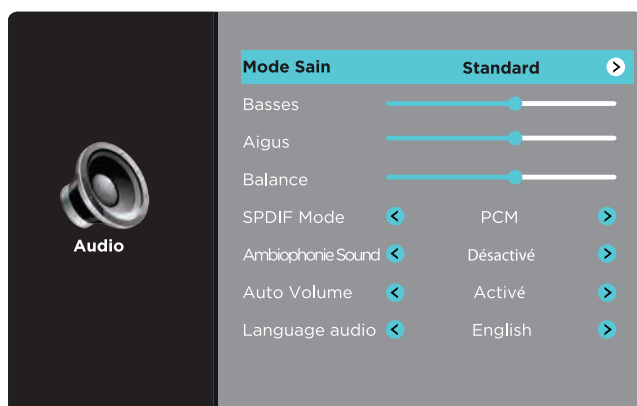 Audio
Mode Sain Standard
Basses
Aigus
Balance
SPDIF Mode PCM
Ambiophonie Sound Désactivé
Auto Volume Activé
Language audio English